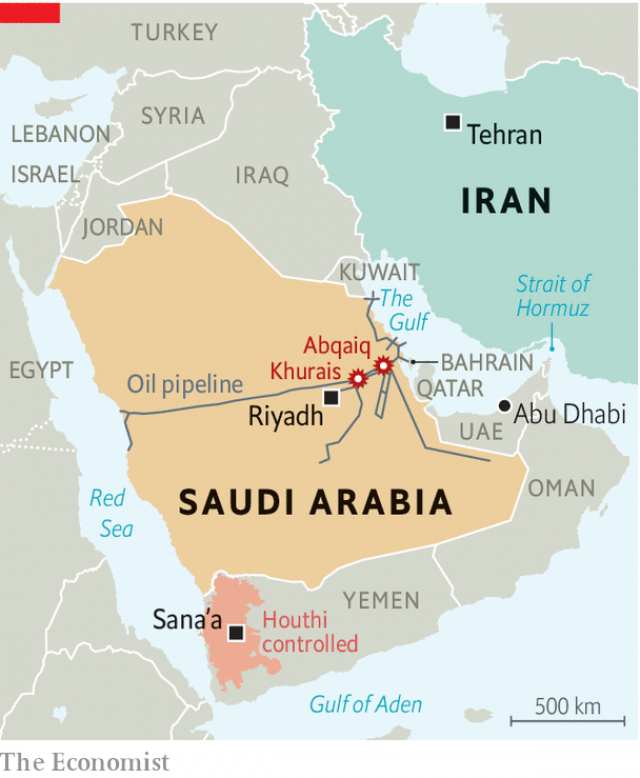 TURKEY
SYRIA
LEBANON
ISRAEL
IRAQ
JORDAN
Tehran
IRAN
KUWAIT
The
Gulf
Strait of
Hormuz
Abqaiq
Khurais
BAHRAIN
QATAR
EGYPT
Oil pipeline
Riyadh
Abu Dhabi
UAE
OMAN
Red
Sea
SAUDI ARABIA
YEMEN
Sana'a
Houthi
controlled
Gulf of Aden
500 km
The Economist